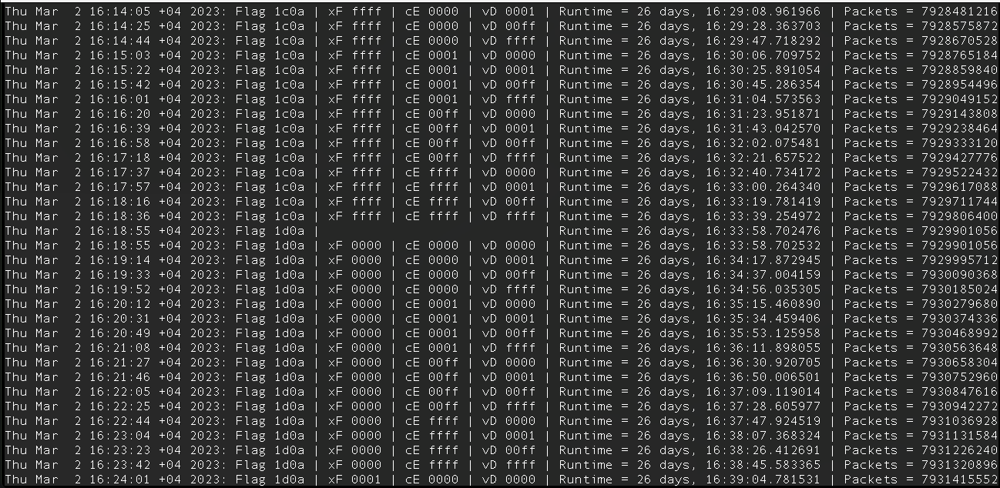 Thu Mar  2 16:14:05 +04 2023: Flag 1c0a | xF ffff | cE 0000 | vD 0001 | Runtime = 26 days, 16:29:08.961966 | Packets = 7928481216
Thu Mar  2 16:14:25 +04 2023: Flag 1c0a | xF ffff | cE 0000 | vD 00ff | Runtime = 26 days, 16:29:28.363703 | Packets = 7928575872
Thu Mar  2 16:14:44 +04 2023: Flag 1c0a | xF ffff | cE 0000 | vD ffff | Runtime = 26 days, 16:29:47.718292 | Packets = 7928670528
Thu Mar  2 16:15:03 +04 2023: Flag 1c0a | xF ffff | cE 0001 | vD 0000 | Runtime = 26 days, 16:30:06.709752 | Packets = 7928765184
Thu Mar  2 16:15:22 +04 2023: Flag 1c0a | xF ffff | cE 0001 | vD 0001 | Runtime = 26 days, 16:30:25.891054 | Packets = 7928859840
Thu Mar  2 16:15:42 +04 2023: Flag 1c0a | xF ffff | cE 0001 | vD 00ff | Runtime = 26 days, 16:30:45.286354 | Packets = 7928954496
Thu Mar  2 16:16:01 +04 2023: Flag 1c0a | xF ffff | cE 0001 | vD ffff | Runtime = 26 days, 16:31:04.573563 | Packets = 7929049152
Thu Mar  2 16:16:20 +04 2023: Flag 1c0a | xF ffff | cE 00ff | vD 0000 | Runtime = 26 days, 16:31:23.951871 | Packets = 7929143808
Thu Mar  2 16:16:39 +04 2023: Flag 1c0a | xF ffff | cE 00ff | vD 0001 | Runtime = 26 days, 16:31:43.042570 | Packets = 7929238464
Thu Mar  2 16:16:58 +04 2023: Flag 1c0a | xF ffff | cE 00ff | vD 00ff | Runtime = 26 days, 16:32:02.075481 | Packets = 7929333120
Thu Mar  2 16:17:18 +04 2023: Flag 1c0a | xF ffff | cE 00ff | vD ffff | Runtime = 26 days, 16:32:21.657522 | Packets = 7929427776
Thu Mar  2 16:17:37 +04 2023: Flag 1c0a | xF ffff | cE ffff | vD 0000 | Runtime = 26 days, 16:32:40.734172 | Packets = 7929522432
Thu Mar  2 16:17:57 +04 2023: Flag 1c0a | xF ffff | cE ffff | vD 0001 | Runtime = 26 days, 16:33:00.264340 | Packets = 7929617088
Thu Mar  2 16:18:16 +04 2023: Flag 1c0a | xF ffff | cE ffff | vD 00ff | Runtime = 26 days, 16:33:19.781419 | Packets = 7929711744
Thu Mar  2 16:18:36 +04 2023: Flag 1c0a | xF ffff | cE ffff | vD ffff | Runtime = 26 days, 16:33:39.254972 | Packets = 7929806400
Thu Mar  2 16:18:55 +04 2023: Flag 1d0a |                              | Runtime = 26 days, 16:33:58.702476 | Packets = 7929901056
Thu Mar  2 16:18:55 +04 2023: Flag 1d0a | xF 0000 | cE 0000 | vD 0000 | Runtime = 26 days, 16:33:58.702532 | Packets = 7929901056
Thu Mar  2 16:19:14 +04 2023: Flag 1d0a | xF 0000 | cE 0000 | vD 0001 | Runtime = 26 days, 16:34:17.872945 | Packets = 7929995712
Thu Mar  2 16:19:33 +04 2023: Flag 1d0a | xF 0000 | cE 0000 | vD 00ff | Runtime = 26 days, 16:34:37.004159 | Packets = 7930090368
Thu Mar  2 16:19:52 +04 2023: Flag 1d0a | xF 0000 | cE 0000 | vD ffff | Runtime = 26 days, 16:34:56.035305 | Packets = 7930185024
Thu Mar  2 16:20:12 +04 2023: Flag 1d0a | xF 0000 | cE 0001 | vD 0000 | Runtime = 26 days, 16:35:15.460890 | Packets = 7930279680
Thu Mar  2 16:20:31 +04 2023: Flag 1d0a | xF 0000 | cE 0001 | vD 0001 | Runtime = 26 days, 16:35:34.459406 | Packets = 7930374336
Thu Mar  2 16:20:49 +04 2023: Flag 1d0a | xF 0000 | cE 0001 | vD 00ff | Runtime = 26 days, 16:35:53.125958 | Packets = 7930468992
Thu Mar  2 16:21:08 +04 2023: Flag 1d0a | xF 0000 | cE 0001 | vD ffff | Runtime = 26 days, 16:36:11.898055 | Packets = 7930563648
Thu Mar  2 16:21:27 +04 2023: Flag 1d0a | xF 0000 | cE 00ff | vD 0000 | Runtime = 26 days, 16:36:30.920705 | Packets = 7930658304
Thu Mar  2 16:21:46 +04 2023: Flag 1d0a | xF 0000 | cE 00ff | vD 0001 | Runtime = 26 days, 16:36:50.006501 | Packets = 7930752960
Thu Mar  2 16:22:05 +04 2023: Flag 1d0a | xF 0000 | cE 00ff | vD 00ff | Runtime = 26 days, 16:37:09.119014 | Packets = 7930847616
Thu Mar  2 16:22:25 +04 2023: Flag 1d0a | xF 0000 | cE 00ff | vD ffff | Runtime = 26 days, 16:37:28.605977 | Packets = 7930942272
Thu Mar  2 16:22:44 +04 2023: Flag 1d0a | xF 0000 | cE ffff | vD 0000 | Runtime = 26 days, 16:37:47.924519 | Packets = 7931036928
Thu Mar  2 16:23:04 +04 2023: Flag 1d0a | xF 0000 | cE ffff | vD 0001 | Runtime = 26 days, 16:38:07.368324 | Packets = 7931131584
Thu Mar  2 16:23:23 +04 2023: Flag 1d0a | xF 0000 | cE ffff | vD 00ff | Runtime = 26 days, 16:38:26.412691 | Packets = 7931226240
Thu Mar  2 16:23:42 +04 2023: Flag 1d0a | xF 0000 | cE ffff | vD ffff | Runtime = 26 days, 16:38:45.583365 | Packets = 7931320896
Thu Mar  2 16:24:01 +04 2023: Flag 1d0a | xF 0001 | cE 0000 | vD 0000 | Runtime = 26 days, 16:39:04.781531 | Packets = 7931415552